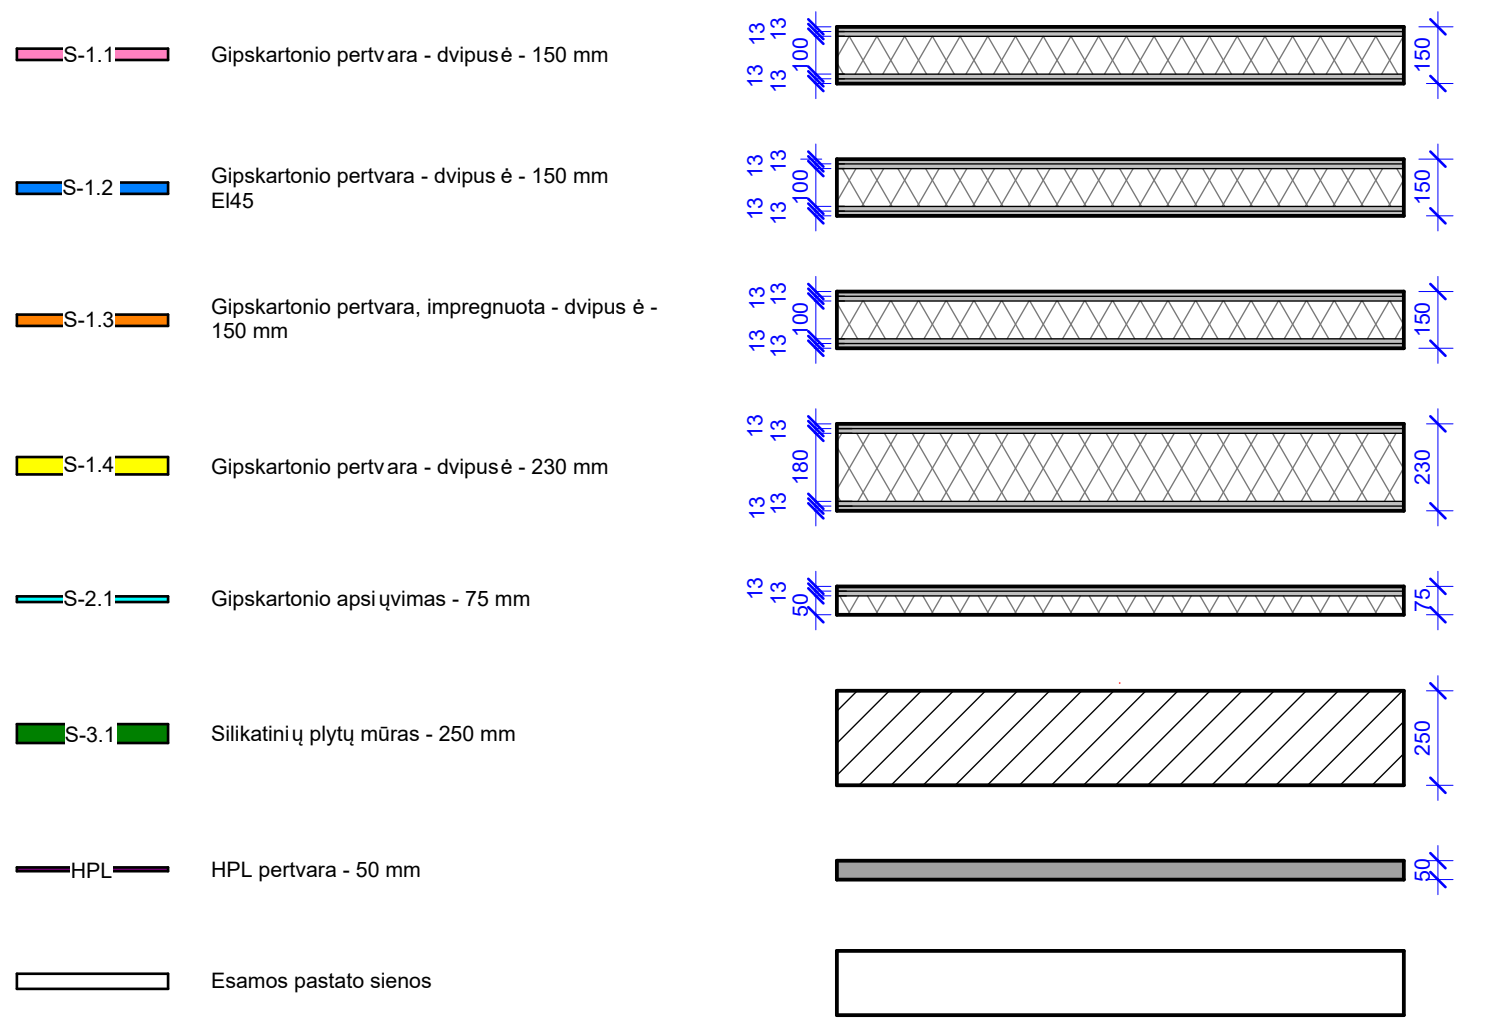 S-1.1 Gipskartonio pertvara - dvipusė - 150 mm
13 13
100
13 13
150
S-1.2 Gipskartonio pertvara - dvipusė - 150 mm
EI45
13 13
100
13 13
150
S-1.3 Gipskartonio pertvara, impregnuota - dvipusė -
150 mm
13 13
100
13 13
150
S-1.4 Gipskartonio pertvara - dvipusė - 230 mm
13 13
180
13 13
230
S-2.1 Gipskartonio apsiųvimas - 75 mm
13 13
50
75
S-3.1 Silikatinių plytų mūras - 250 mm
250
HPL HPL pertvara - 50 mm
50
Esamos pastato sienos